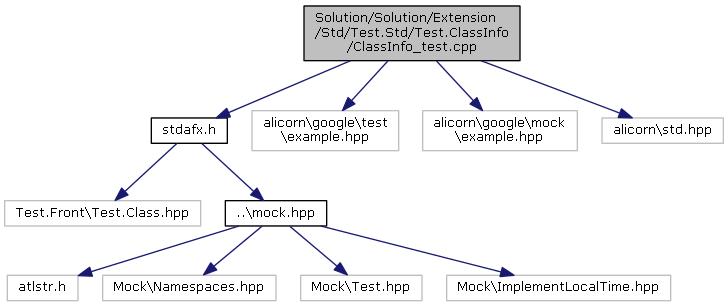 Solution/Solution/Extension
/Std/Test.Std/Test.ClassInfo
/ClassInfo_test.cpp
stdafx.h
alicorn\google\test
\example.hpp
alicorn\google\mock
\example.hpp
alicorn\std.hpp
Test.Front\Test.Class.hpp
..\mock.hpp
atlstr.h
Mock\Namespaces.hpp
Mock\Test.hpp
Mock\ImplementLocalTime.hpp